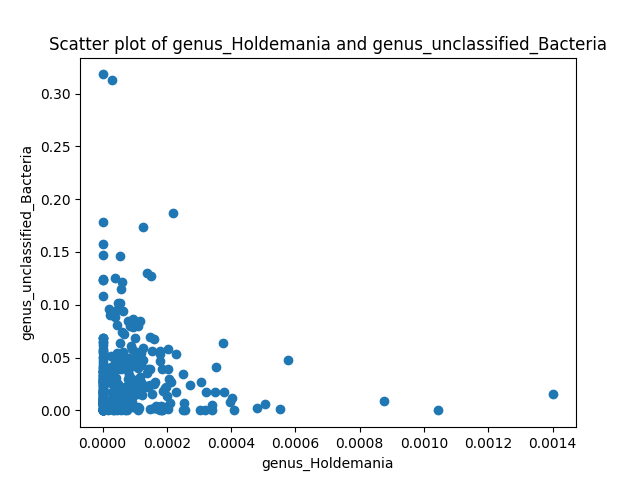 Scatter plot of genus_Holdemania and genus_unclassified_Bacteria
genus_unclassified_Bacteria
0.30
0.25
0.20
0.15
0.10
0.05
0.00
0.0000 0.0002 0.0004 0.0006 0.0008 0.0010 0.0012 0.0014
genus_Holdemania